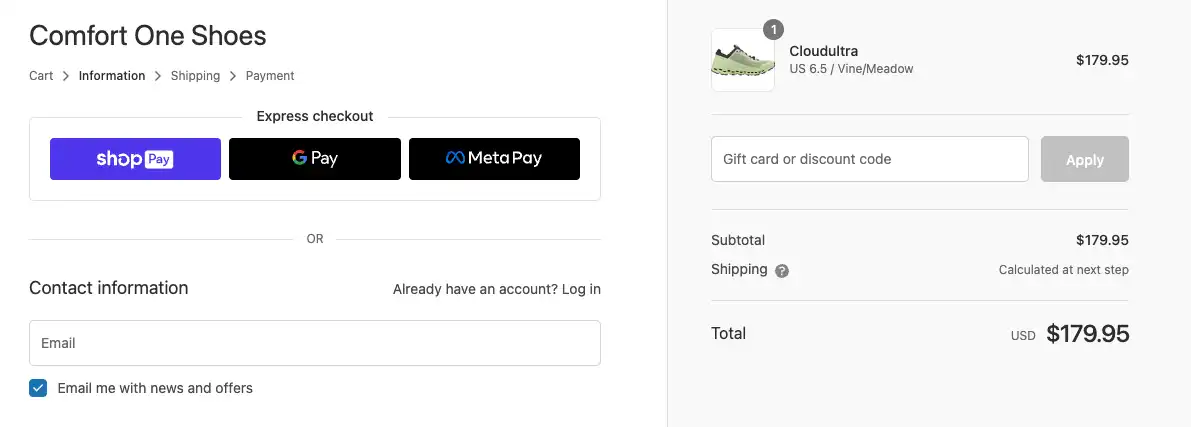 Comfort One Shoes
Cart > Information > Shipping > Payment
Express checkout
shop Pay
G Pay
Meta Pay
OR
Contact information
Already have an account? Log in
Email
Email me with news and offers
1
Cloudultra
US 6.5 / Vine/Meadow
$179.95
Gift card or discount code
Apply
Subtotal
$179.95
Shipping ?
Calculated at next step
Total
USD $179.95